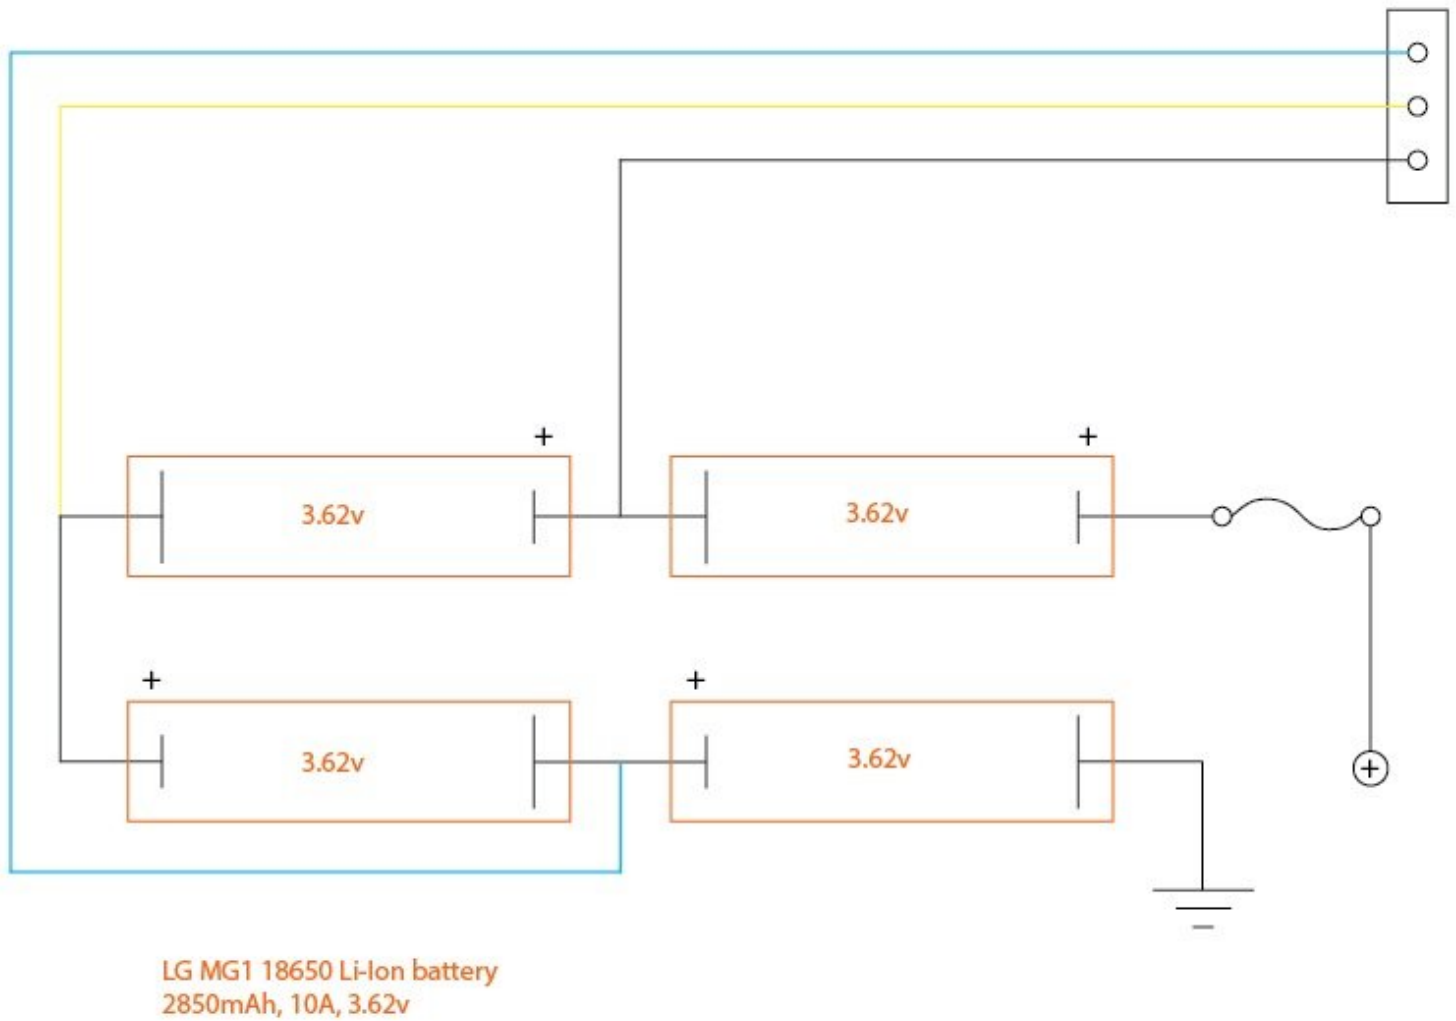 + +
3.62v 3.62v
+ +
3.62v 3.62v
+
LG MG1 18650 Li-Ion battery
2850mAh, 10A, 3.62v